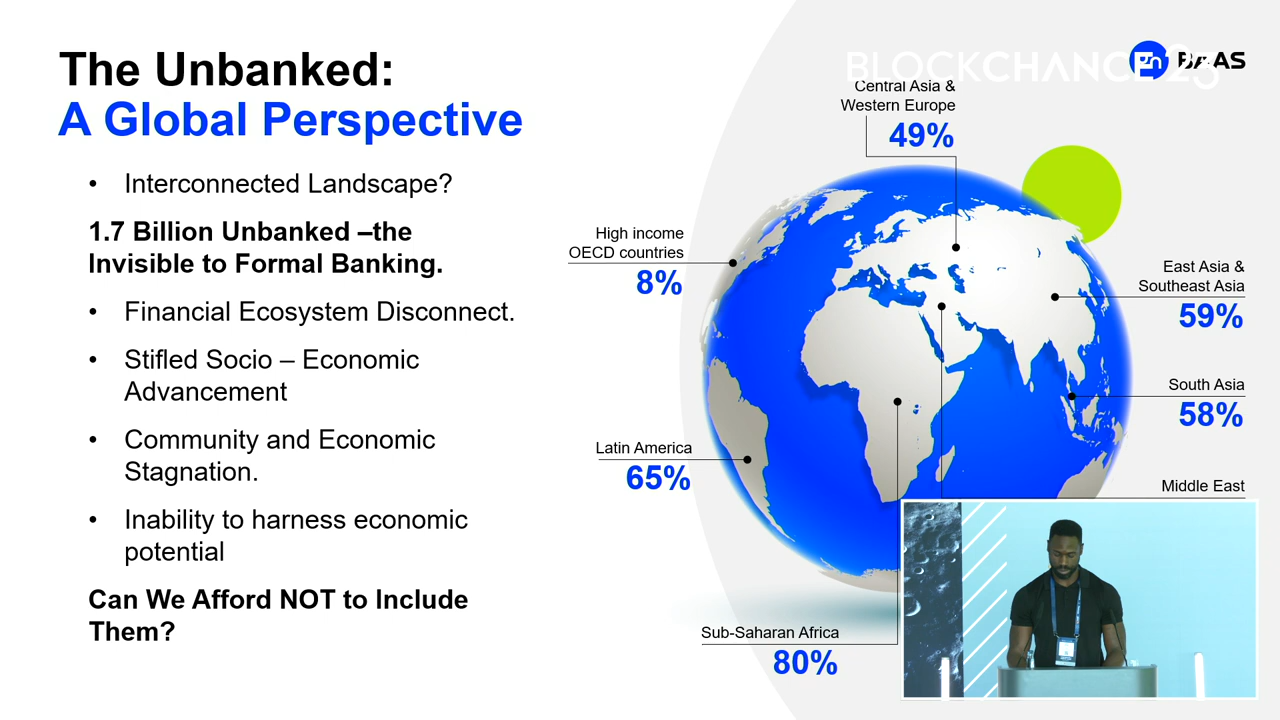 The Unbanked:
A Global Perspective
• Interconnected Landscape?
1.7 Billion Unbanked –the
Invisible to Formal Banking.
• Financial Ecosystem Disconnect.
• Stifled Socio – Economic
Advancement
• Community and Economic
Stagnation.
• Inability to harness economic
potential
Can We Afford NOT to Include
Them?
BLOCKCHANCE 25
BAAS
Central Asia &
Western Europe
49%
High income
OECD countries
8%
East Asia &
Southeast Asia
59%
South Asia
58%
Latin America
65%
Middle East
Sub-Saharan Africa
80%